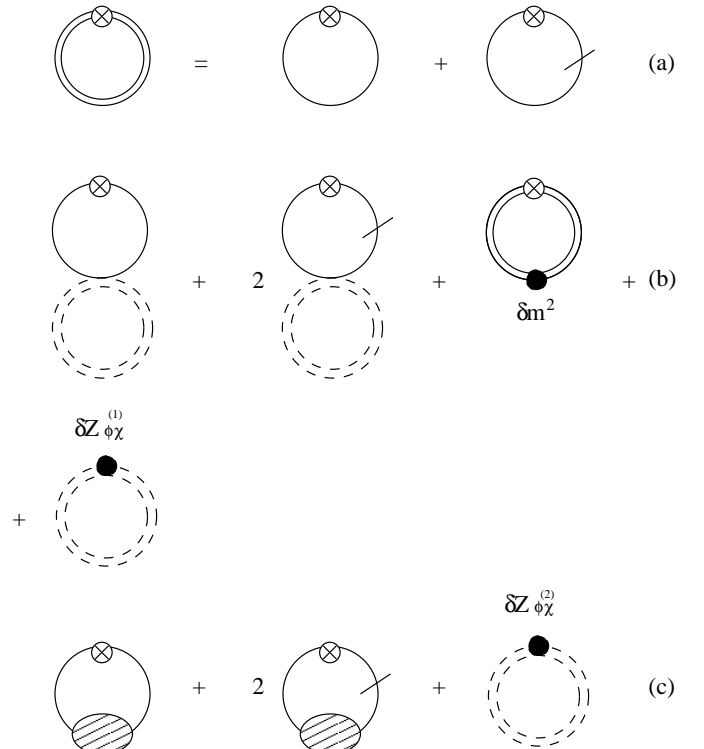 = + (a)
+ 2 + + (b)
δm²
δZ ϕχ ⁽¹⁾
+
δZ ϕχ ⁽²⁾
+ 2 + (c)